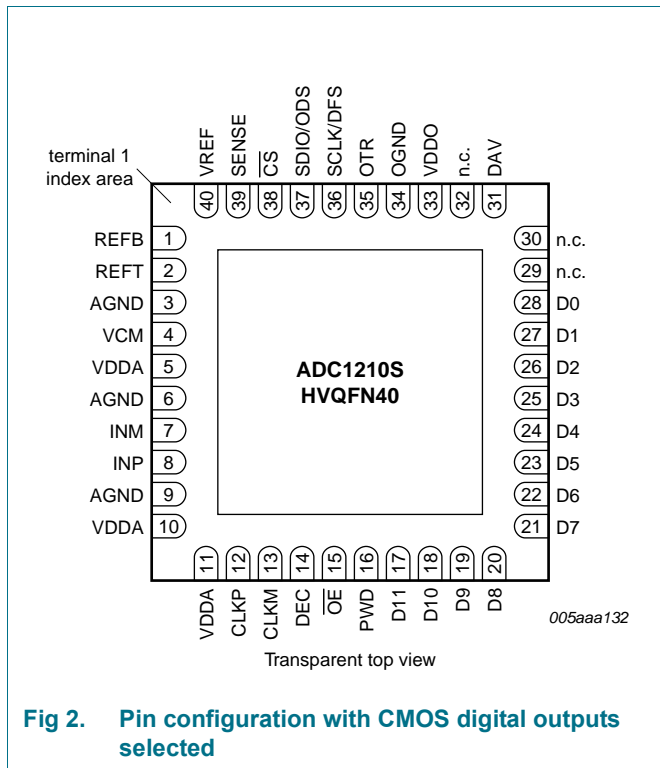 terminal 1
index area
40 VREF
39 SENSE
38 C̅S̅
37 SDIO/ODS
36 SCLK/DFS
35 OTR
34 OGND
33 VDDO
32 n.c.
31 DAV
REFB 1
REFT 2
AGND 3
VCM 4
VDDA 5
AGND 6
INM 7
INP 8
AGND 9
VDDA 10
ADC1210S
HVQFN40
30 n.c.
29 n.c.
28 D0
27 D1
26 D2
25 D3
24 D4
23 D5
22 D6
21 D7
VDDA 11
CLKP 12
CLKM 13
DEC 14
O̅E̅ 15
PWD 16
D11 17
D10 18
D9 19
D8 20
005aaa132
Transparent top view
Fig 2. Pin configuration with CMOS digital outputs
selected